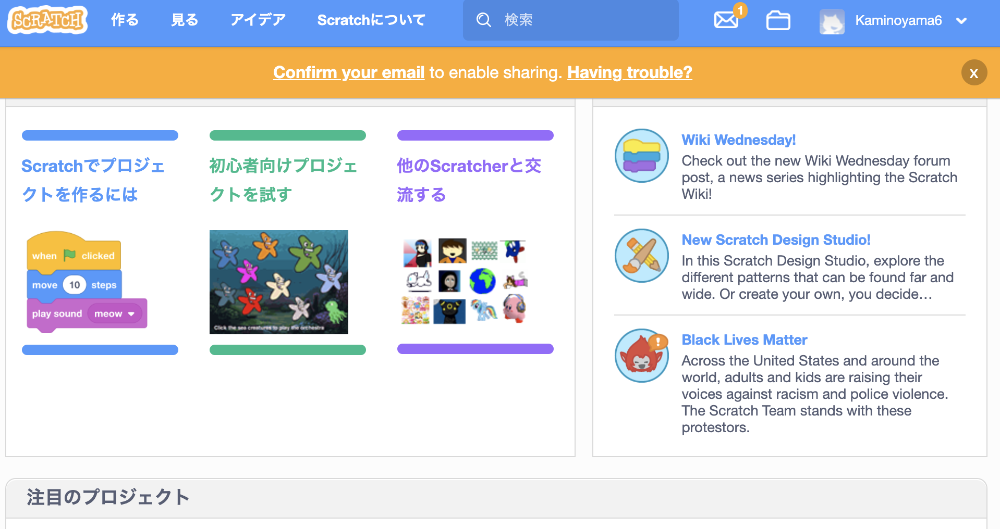 SCRATCH 作る 見る アイデア Scratchについて 検索 1 Kaminoyama6
Confirm your email to enable sharing. Having trouble? x
Scratchでプロジェ
クトを作るには
when clicked
move 10 steps
play sound meow
初心者向けプロジェ
クトを試す
Click the sea creatures to play the orchestra
他のScratcherと交
流する
Wiki Wednesday!
Check out the new Wiki Wednesday forum
post, a news series highlighting the Scratch
Wiki!
New Scratch Design Studio!
In this Scratch Design Studio, explore the
different patterns that can be found far and
wide. Or create your own, you decide…
Black Lives Matter
Across the United States and around the
world, adults and kids are raising their
voices against racism and police violence.
The Scratch Team stands with these
protestors.
注目のプロジェクト